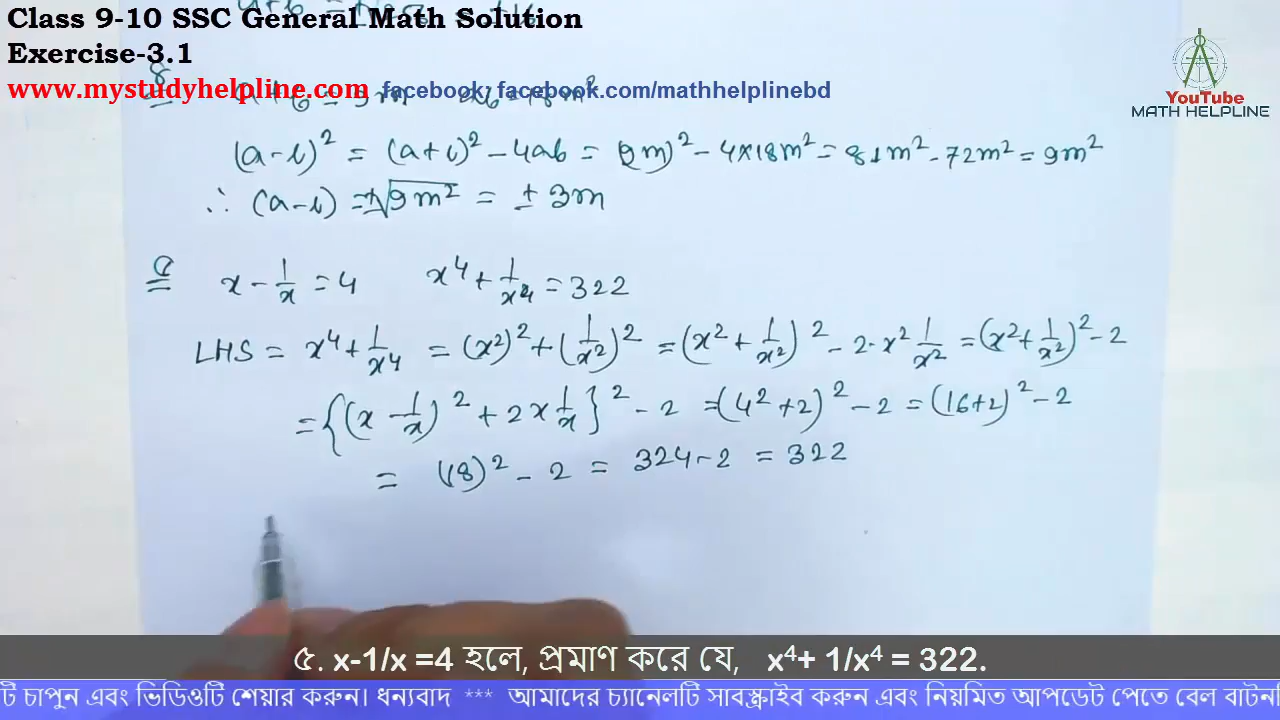 Class 9-10 SSC General Math Solution
Exercise-3.1
www.mystudyhelpline.com facebook: facebook.com/mathhelplinebd
YouTube
MATH HELPLINE
8
(a-b)² = (a+b)² - 4ab = (9m)² - 4×18m² = 81m² - 72m² = 9m²
∴ (a-b) = ±√9m² = ± 3m
9 x - 1/x = 4 x⁴ + 1/x⁴ = 322
LHS = x⁴ + 1/x⁴ = (x²)² + (1/x²)² = (x² + 1/x²)² - 2·x² 1/x² = (x² + 1/x²)² - 2
= {(x - 1/x)² + 2x 1/x}² - 2 = (4² + 2)² - 2 = (16+2)² - 2
= (18)² - 2 = 324 - 2 = 322
৫. x-1/x =4 হলে, প্রমাণ করে যে, x⁴+ 1/x⁴ = 322.
টি চাপুন এবং ভিডিওটি শেয়ার করুন। ধন্যবাদ *** আমাদের চ্যানেলটি সাবস্ক্রাইব করুন এবং নিয়মিত আপডেট পেতে বেল বাটনটি